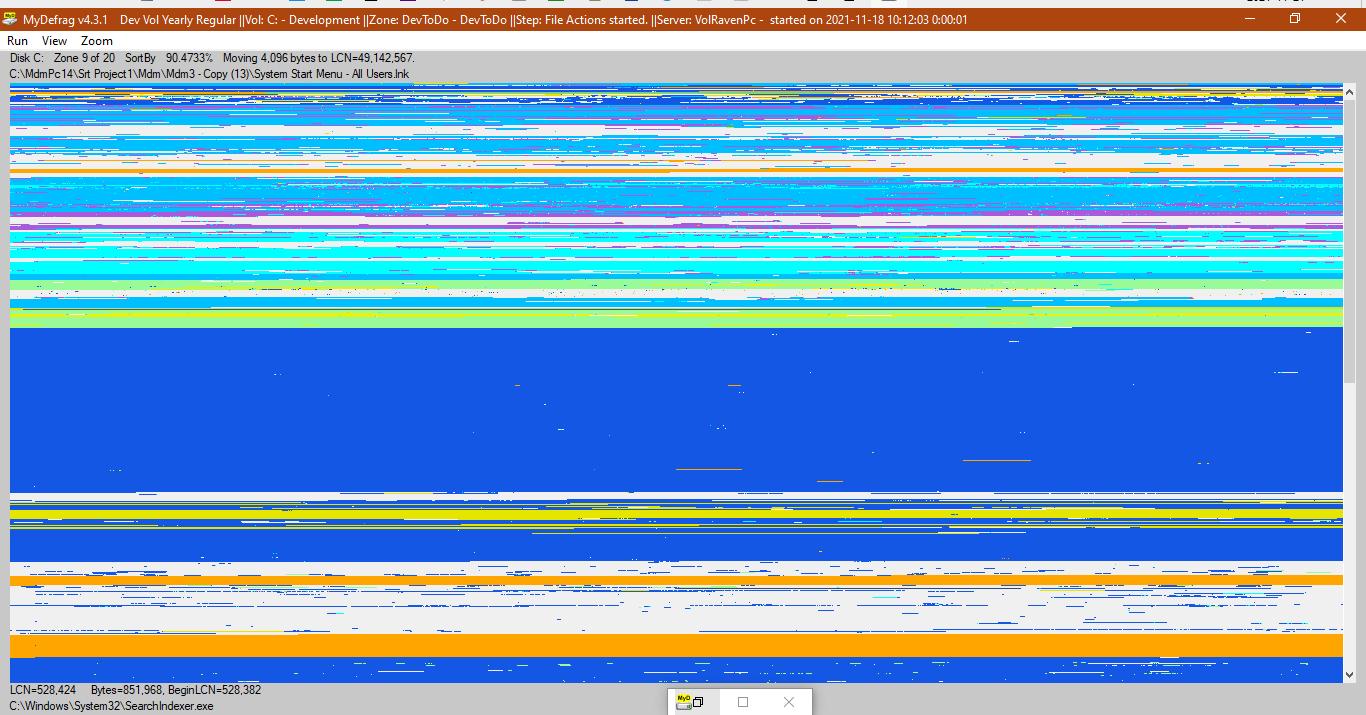 MyDefrag v4.3.1 Dev Vol Yearly Regular ||Vol: C: - Development ||Zone: DevToDo - DevToDo ||Step: File Actions started. ||Server: VolRavenPc - started on 2021-11-18 10:12:03 0:00:01
Run View Zoom
Disk C: Zone 9 of 20 SortBy 90.4733% Moving 4,096 bytes to LCN=49,142,567.
C:\MdmPc14\Srt Project1\Mdm\Mdm3 - Copy (13)\System Start Menu - All Users.lnk
LCN=528,424 Bytes=851,968, BeginLCN=528,382
MyD
C:\Windows\System32\SearchIndexer.exe